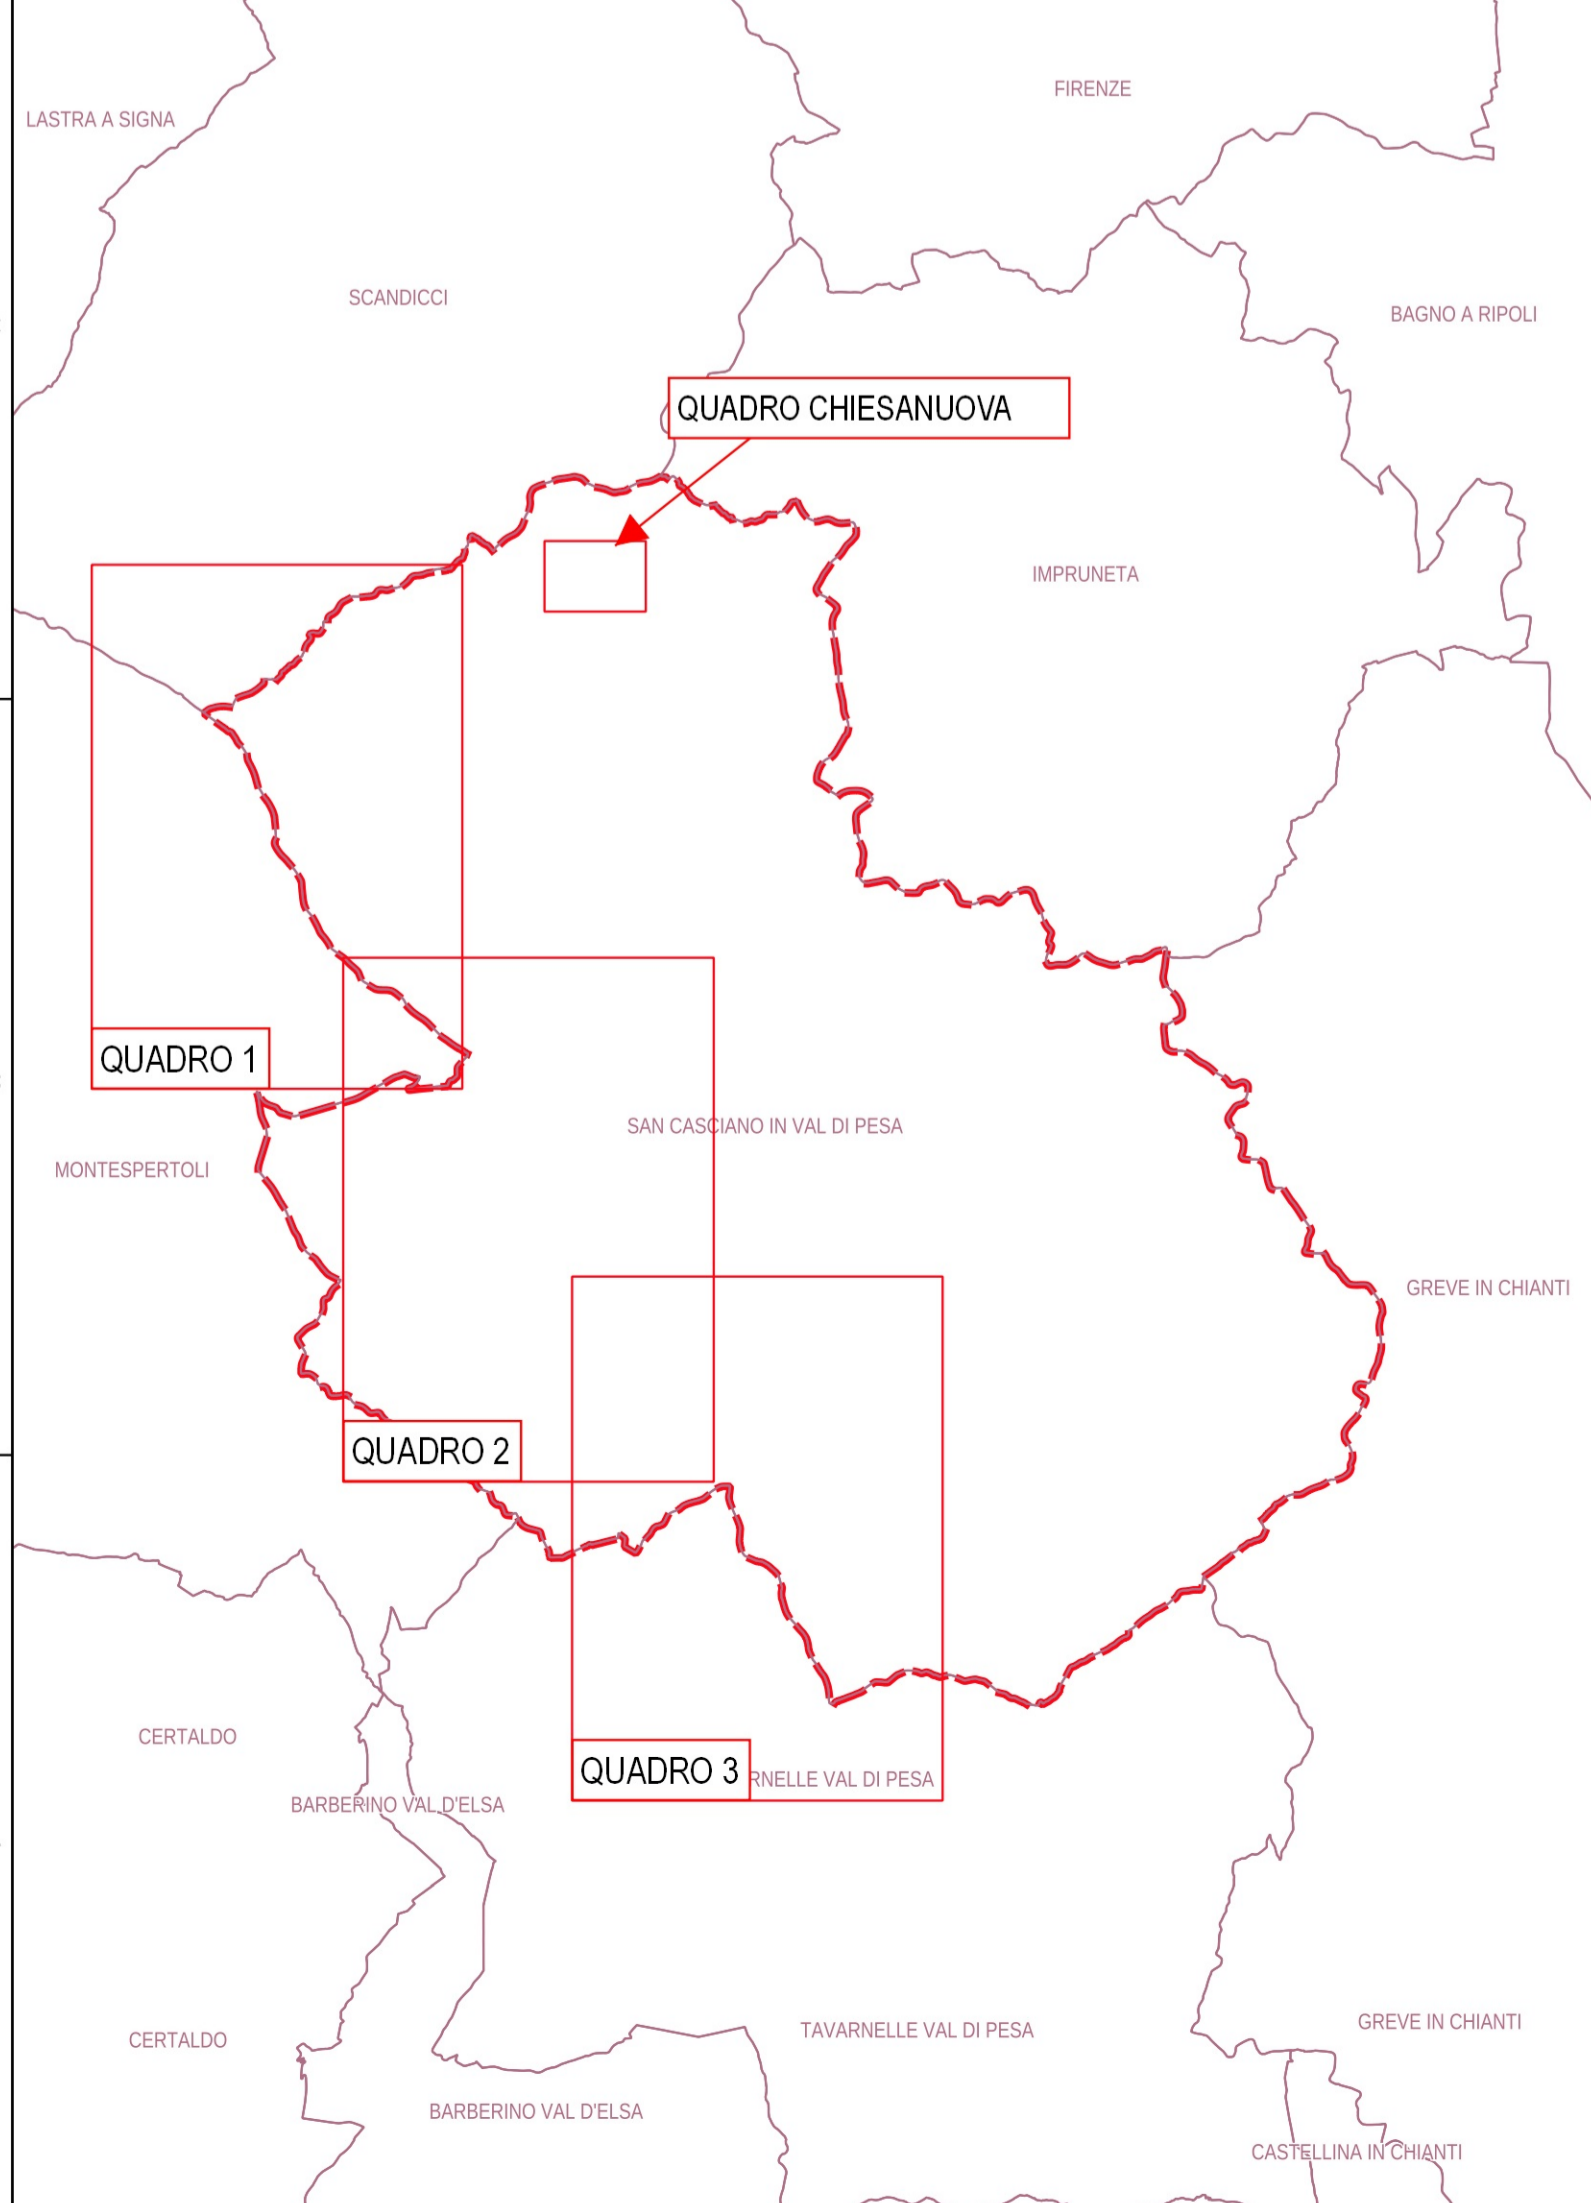 FIRENZE
LASTRA A SIGNA
SCANDICCI
BAGNO A RIPOLI
QUADRO CHIESANUOVA
IMPRUNETA
QUADRO 1
SAN CASCIANO IN VAL DI PESA
MONTESPERTOLI
GREVE IN CHIANTI
QUADRO 2
CERTALDO
QUADRO 3
RNELLE VAL DI PESA
BARBERINO VAL D'ELSA
GREVE IN CHIANTI
TAVARNELLE VAL DI PESA
CERTALDO
BARBERINO VAL D'ELSA
CASTELLINA IN CHIANTI